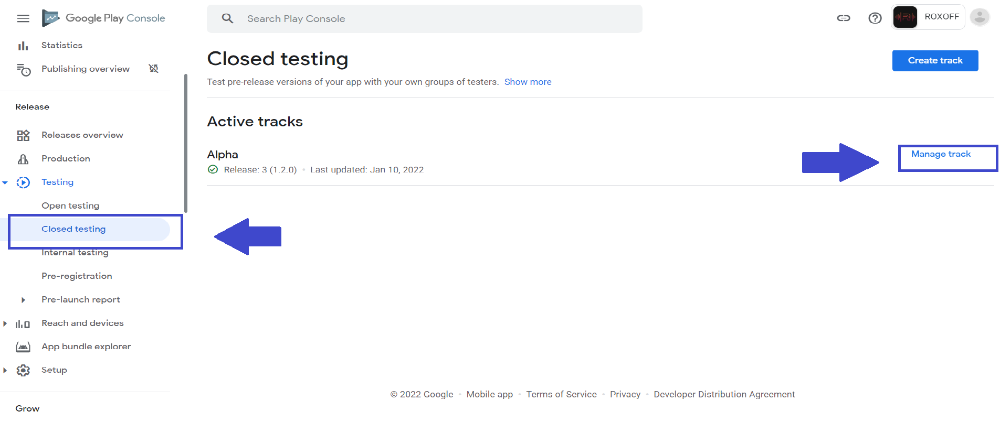 Google Play Console
Search Play Console
ROXOFF
Statistics
Publishing overview
Release
Releases overview
Production
Testing
Open testing
Closed testing
Internal testing
Pre-registration
Pre-launch report
Reach and devices
App bundle explorer
Setup
Grow
Closed testing
Create track
Test pre-release versions of your app with your own groups of testers. Show more
Active tracks
Alpha
Manage track
Release: 3 (1.2.0) • Last updated: Jan 10, 2022
© 2022 Google • Mobile app • Terms of Service • Privacy • Developer Distribution Agreement